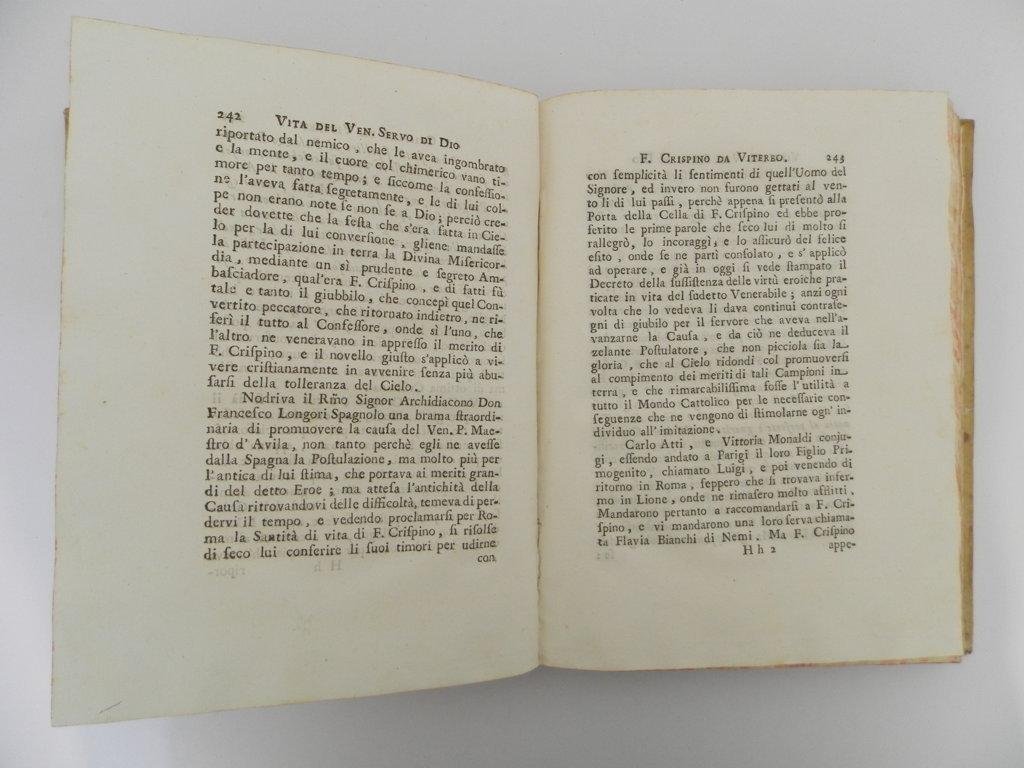 242 VITA DEL VEN. SERVO DI DIO
riportato dal nemico, che le avea ingombrato
e la mente, e il cuore col chimerico vano ti-
more per tanto tempo; e ſiccome la confeſſio-
ne l'aveva fatta ſegretamente, e le di lui col-
pe non erano note ſe non ſe a Dio; perciò cre-
der dovette che la feſta che s'era fatta in Cie-
lo per la di lui converſione, gliene mandaſſe
la partecipazione in terra la Divina Miſericor-
dia, mediante un sì prudente e ſegreto Am-
baſciadore, qual'era F. Criſpino, e di fatti fù
tale e tanto il giubbilo, che concepì quel Con-
vertito peccatore, che ritornato indietro, ne ri-
ferì il tutto al Confeſſore, onde sì l'uno, che
l'altro ne veneravano in appreſſo il merito di
F. Criſpino, e il novello giuſto s'applicò a vi-
vere criſtianamente in avvenire ſenza più abu-
ſarſi della tolleranza del Cielo.
Nodriva il Rm̃o Signor Archidiacono Don
Franceſco Longori Spagnolo una brama ſtraordi-
naria di promuovere la cauſa del Ven. P. Mae-
ſtro d'Avila, non tanto perchè egli ne aveſſe
dalla Spagna la Poſtulazione, ma molto più per
l'antica di lui ſtima, che portava ai meriti gran-
di del detto Eroe; ma atteſa l'antichità della
Cauſa ritrovandovi delle difficoltà, temeva di per-
dervi il tempo, e vedendo proclamarſi per Ro-
ma la Santità di vita di F. Criſpino, ſi riſolſe
di ſeco lui conferire li ſuoi timori per udirne
con
F. CRISPINO DA VITERBO. 243
con ſemplicità li ſentimenti di quell'Uomo del
Signore, ed invero non furono gettati al ven-
to li di lui paſſi, perchè appena ſi preſentò alla
Porta della Cella di F. Criſpino ed ebbe pro-
ferito le prime parole che ſeco lui di molto ſi
rallegrò, lo incoraggì, e lo aſſicurò del felice
eſito, onde ſe ne partì conſolato, e s'applicò
ad operare, e già in oggi ſi vede ſtampato il
Decreto della ſuſſiſtenza delle virtù eroiche pra-
ticate in vita del ſudetto Venerabile; anzi ogni
volta che lo vedeva li dava continui contraſe-
gni di giubilo per il fervore che aveva nell'a-
vanzarne la Cauſa, e da ciò ne deduceva il
zelante Poſtulatore, che non picciola ſia la
gloria, che al Cielo ridondi col promuoverſi
al compimento dei meriti di tali Campioni in
terra, e che rimarcabiliſſima foſſe l'utilità a
tutto il Mondo Cattolico per le neceſſarie con-
ſeguenze che ne vengono di ſtimolarne ogn' in-
dividuo all'imitazione.
Carlo Atti, e Vittoria Monaldi conju-
gi, eſſendo andato a Parigi il loro Figlio Pri-
mogenito, chiamato Luigi, e poi venendo di
ritorno in Roma, ſeppero che ſi trovava infer-
mo in Lione, onde ne rimaſero molto afflitti.
Mandarono pertanto a raccomandarſi a F. Cri-
ſpino, e vi mandarono una loro ſerva chiama-
ta Flavia Bianchi di Nemi. Ma F. Criſpino
H h 2 appe-